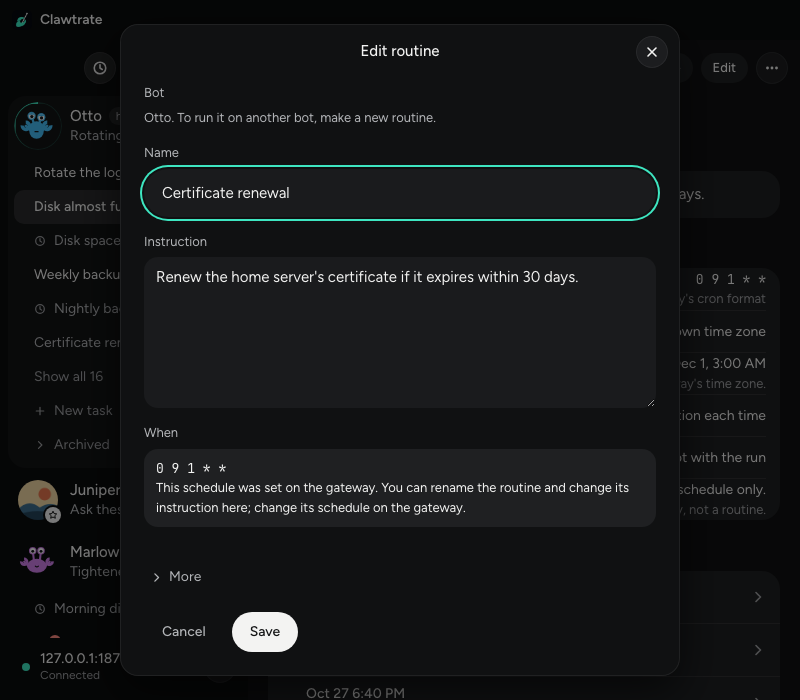 Clawtrate
Edit routine
Edit
Bot
Otto. To run it on another bot, make a new routine.
Name
Certificate renewal
Instruction
Renew the home server's certificate if it expires within 30 days.
When
0 9 1 * *
This schedule was set on the gateway. You can rename the routine and change its
instruction here; change its schedule on the gateway.
More
Cancel
Save
Otto
Rotating
Rotate the log
Disk almost fu
Disk space
Weekly backu
Nightly ba
Certificate re
Show all 16
New task
Archived
Juniper
Ask thes
Marlow
Tightene
Morning di
127.0.0.1:187
Connected
ays.
0 9 1 * *
y's cron format
own time zone
ec 1, 3:00 AM
ay's time zone.
ion each time
t with the run
schedule only.
y, not a routine.
Oct 27 6:40 PM